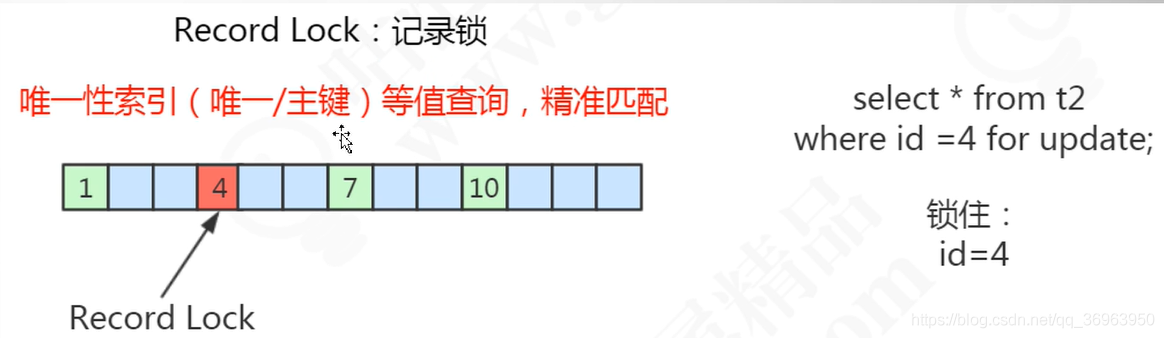 Record Lock：记录锁
唯一性索引（唯一/主键）等值查询，精准匹配
select * from t2
where id =4 for update;
1 4 7 10
锁住：
id=4
Record Lock
https://blog.csdn.net/qq_36963950